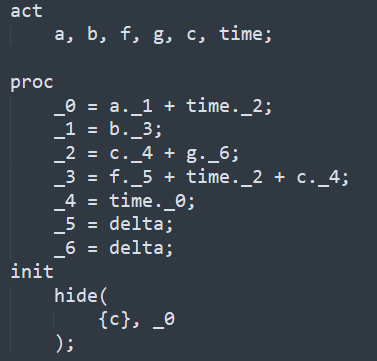 act
a, b, f, g, c, time;
proc
_0 = a._1 + time._2;
_1 = b._3;
_2 = c._4 + g._6;
_3 = f._5 + time._2 + c._4;
_4 = time._0;
_5 = delta;
_6 = delta;
init
hide(
{c}, _0
);